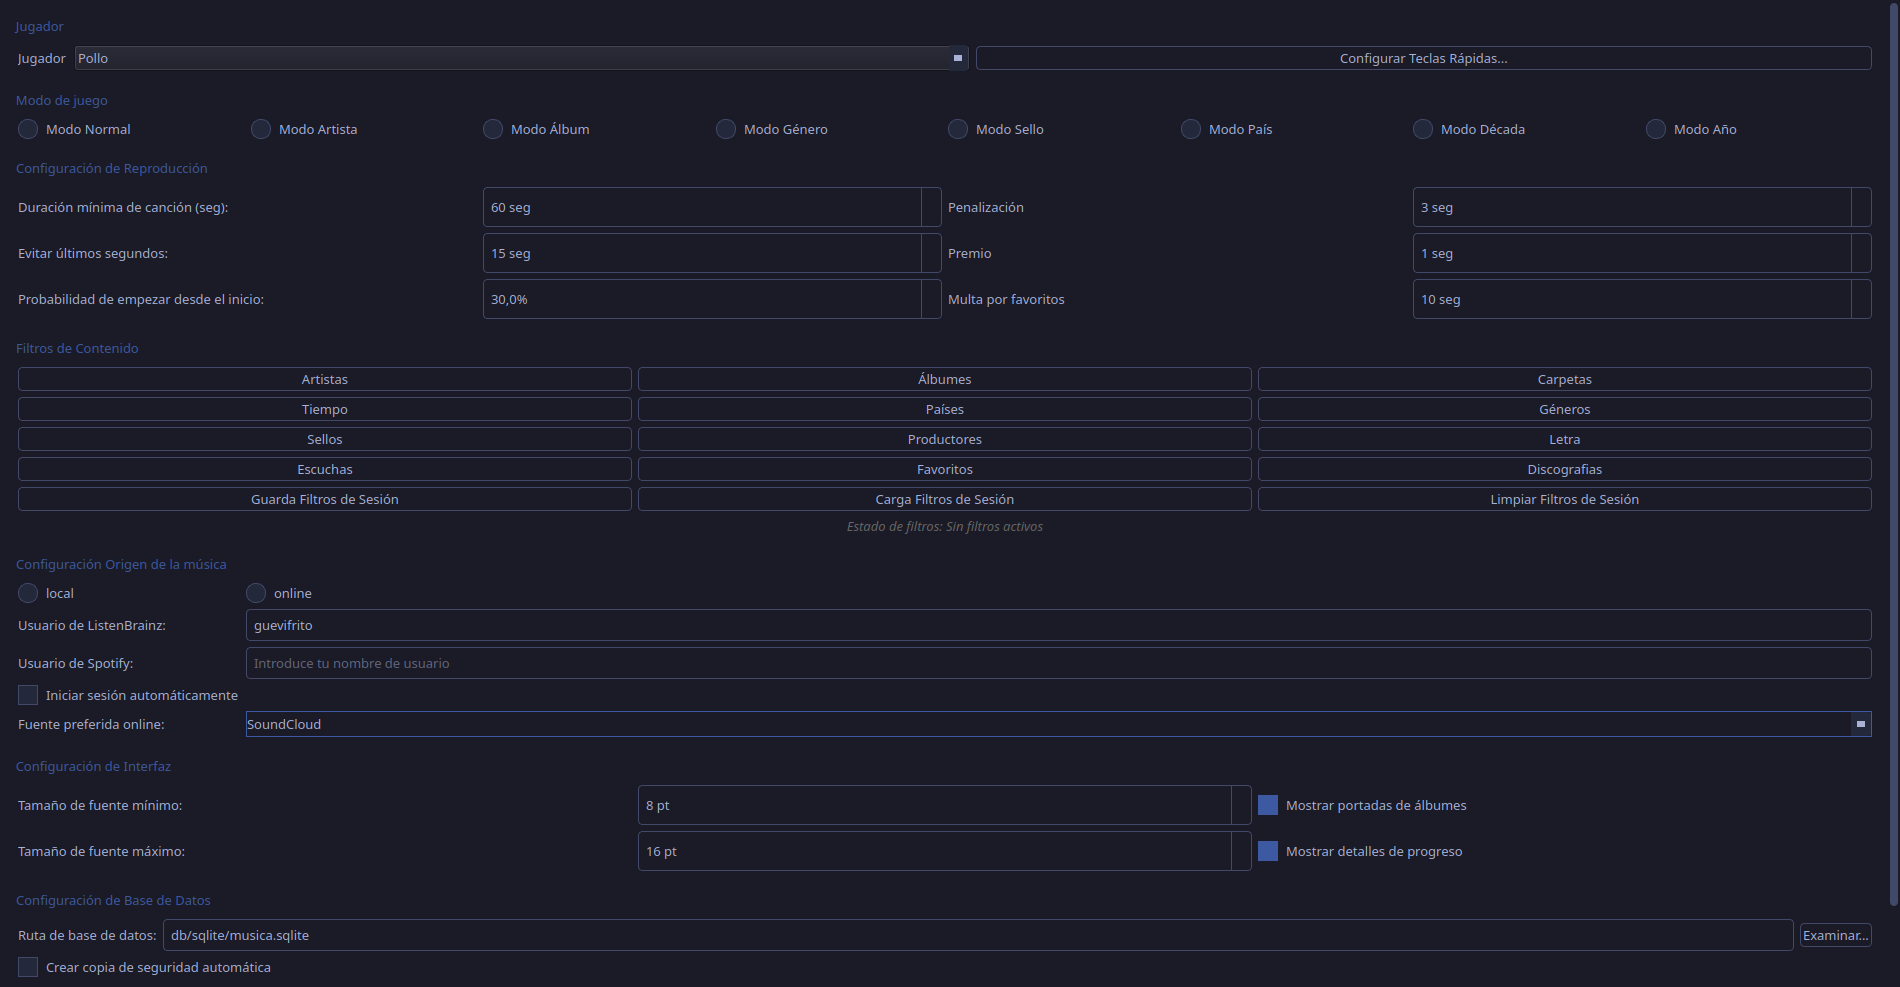 Jugador
Jugador Pollo Configurar Teclas Rápidas...
Modo de juego
Modo Normal Modo Artista Modo Álbum Modo Género Modo Sello Modo País Modo Década Modo Año
Configuración de Reproducción
Duración mínima de canción (seg): 60 seg Penalización 3 seg
Evitar últimos segundos: 15 seg Premio 1 seg
Probabilidad de empezar desde el inicio: 30,0% Multa por favoritos 10 seg
Filtros de Contenido
Artistas Álbumes Carpetas
Tiempo Países Géneros
Sellos Productores Letra
Escuchas Favoritos Discografias
Guarda Filtros de Sesión Carga Filtros de Sesión Limpiar Filtros de Sesión
Estado de filtros: Sin filtros activos
Configuración Origen de la música
local online
Usuario de ListenBrainz: guevifrito
Usuario de Spotify: Introduce tu nombre de usuario
Iniciar sesión automáticamente
Fuente preferida online: SoundCloud
Configuración de Interfaz
Tamaño de fuente mínimo: 8 pt Mostrar portadas de álbumes
Tamaño de fuente máximo: 16 pt Mostrar detalles de progreso
Configuración de Base de Datos
Ruta de base de datos: db/sqlite/musica.sqlite Examinar...
Crear copia de seguridad automática